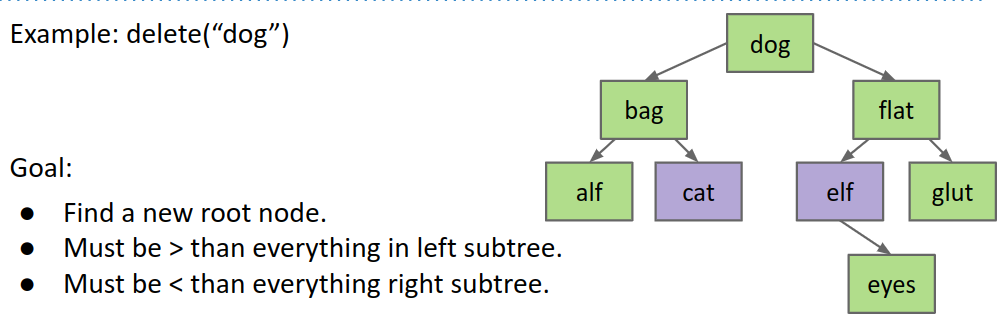 Example: delete(“dog”)
dog
bag
flat
Goal:
alf
cat
elf
glut
● Find a new root node.
● Must be > than everything in left subtree.
● Must be < than everything right subtree.
eyes